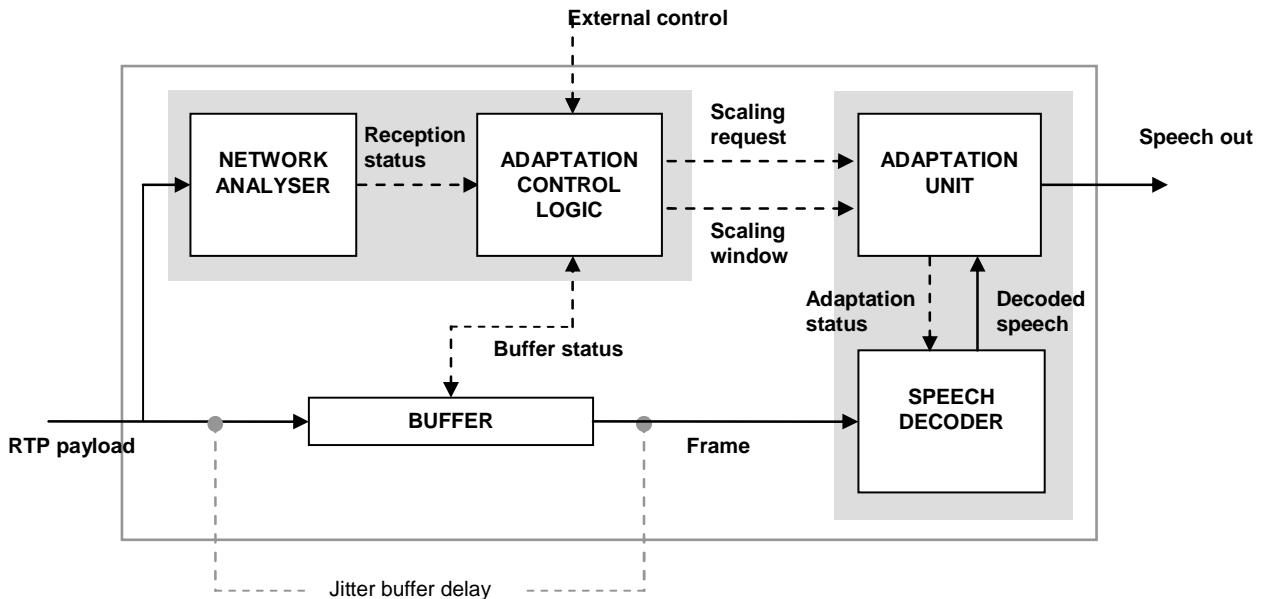 External control
Scaling
request
Speech out
Reception
status
NETWORK
ANALYSER
ADAPTATION
CONTROL
LOGIC
ADAPTATION
UNIT
Scaling
window
Adaptation
status
Decoded
speech
Buffer status
SPEECH
DECODER
BUFFER
RTP payload
Frame
Jitter buffer delay